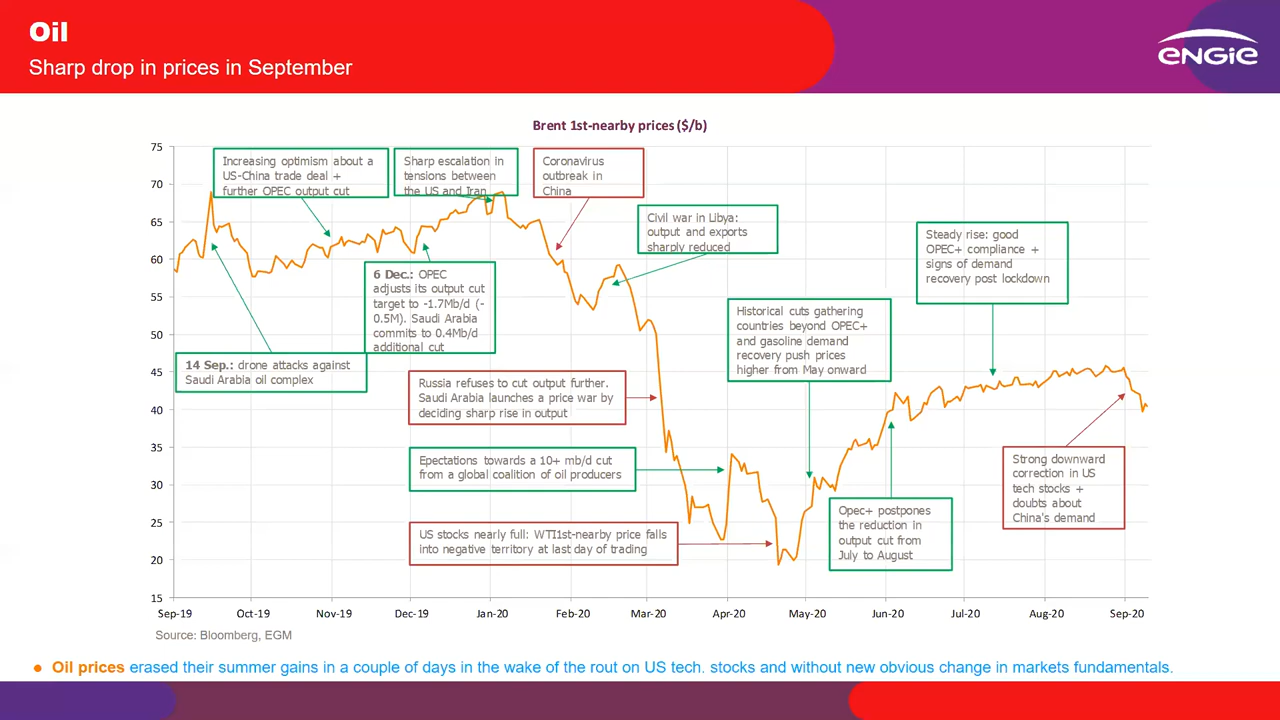 Oil
Sharp drop in prices in September
ENGIE
Brent 1st-nearby prices ($/b)
75
70
65
60
55
50
45
40
35
30
25
20
15
Increasing optimism about a
US-China trade deal +
further OPEC output cut
Sharp escalation in
tensions between
the US and Iran
Coronavirus
outbreak in
China
Civil war in Libya:
output and exports
sharply reduced
Steady rise: good
OPEC+ compliance +
signs of demand
recovery post lockdown
6 Dec.: OPEC
adjusts its output cut
target to -1.7Mb/d (-
0.5M). Saudi Arabia
commits to 0.4Mb/d
additional cut
Historical cuts gathering
countries beyond OPEC+
and gasoline demand
recovery push prices
higher from May onward
14 Sep.: drone attacks against
Saudi Arabia oil complex
Russia refuses to cut output further.
Saudi Arabia launches a price war by
deciding sharp rise in output
Epectations towards a 10+ mb/d cut
from a global coalition of oil producers
Strong downward
correction in US
tech stocks +
doubts about
China's demand
Opec+ postpones
the reduction in
output cut from
July to August
US stocks nearly full: WTI1st-nearby price falls
into negative territory at last day of trading
Sep-19 Oct-19 Nov-19 Dec-19 Jan-20 Feb-20 Mar-20 Apr-20 May-20 Jun-20 Jul-20 Aug-20 Sep-20
Source: Bloomberg, EGM
● Oil prices erased their summer gains in a couple of days in the wake of the rout on US tech. stocks and without new obvious change in markets fundamentals.